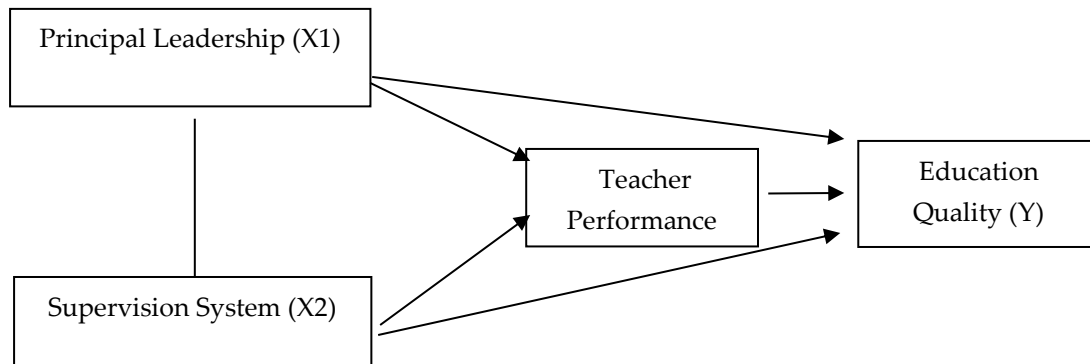 Principal Leadership (X1)
Teacher
Performance
Education
Quality (Y)
Supervision System (X2)